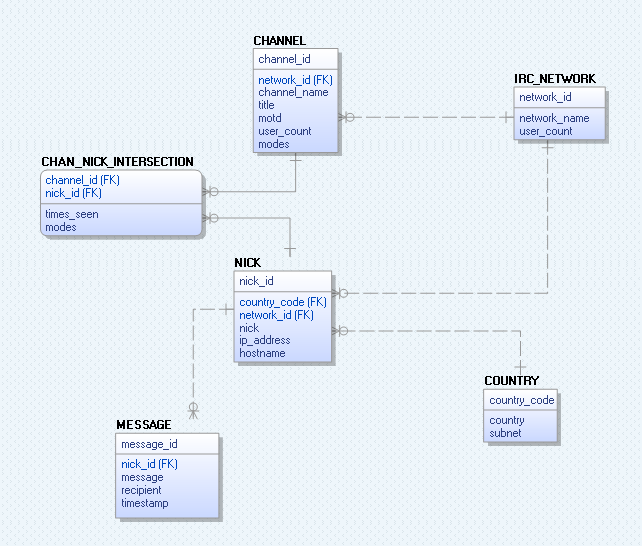 CHANNEL
channel_id
network_id (FK)
channel_name
title
motd
user_count
modes
IRC_NETWORK
network_id
network_name
user_count
CHAN_NICK_INTERSECTION
channel_id (FK)
nick_id (FK)
times_seen
modes
NICK
nick_id
country_code (FK)
network_id (FK)
nick
ip_address
hostname
COUNTRY
country_code
country
subnet
MESSAGE
message_id
nick_id (FK)
message
recipient
timestamp